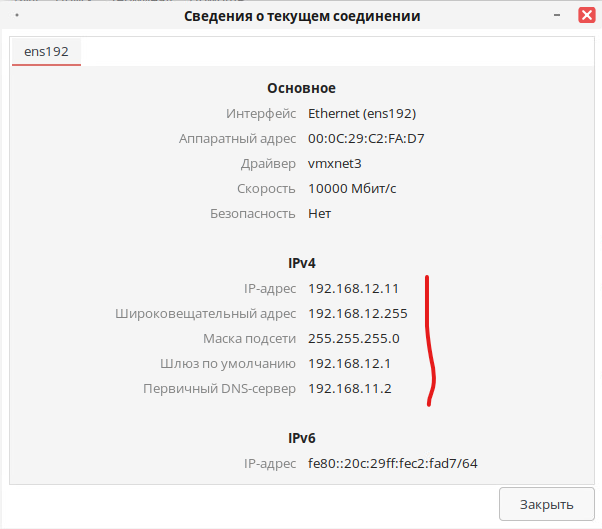 Сведения о текущем соединении
ens192
Основное
Интерфейс Ethernet (ens192)
Аппаратный адрес 00:0C:29:C2:FA:D7
Драйвер vmxnet3
Скорость 10000 Мбит/с
Безопасность Нет
IPv4
IP-адрес 192.168.12.11
Широковещательный адрес 192.168.12.255
Маска подсети 255.255.255.0
Шлюз по умолчанию 192.168.12.1
Первичный DNS-сервер 192.168.11.2
IPv6
IP-адрес fe80::20c:29ff:fec2:fad7/64
Закрыть